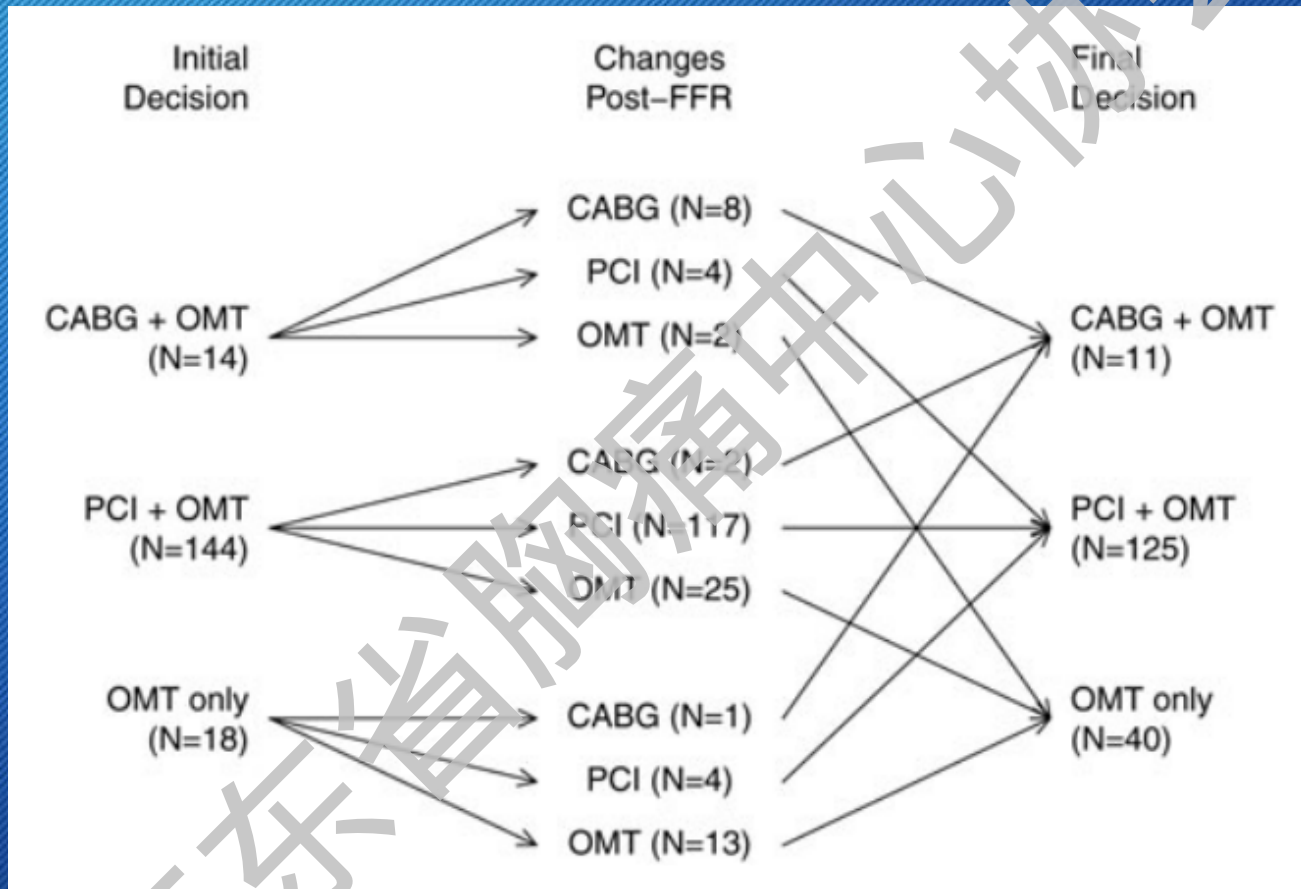 Initial
Decision
Changes
Post-FFR
Final
Decision
CABG + OMT
(N=14)
CABG (N=8)
PCI (N=4)
OMT (N=2)
CABG + OMT
(N=11)
PCI + OMT
(N=144)
CABG (N=2)
PCI (N=117)
OMT (N=25)
PCI + OMT
(N=125)
OMT only
(N=18)
CABG (N=1)
PCI (N=4)
OMT (N=13)
OMT only
(N=40)
东省胸痛中心协